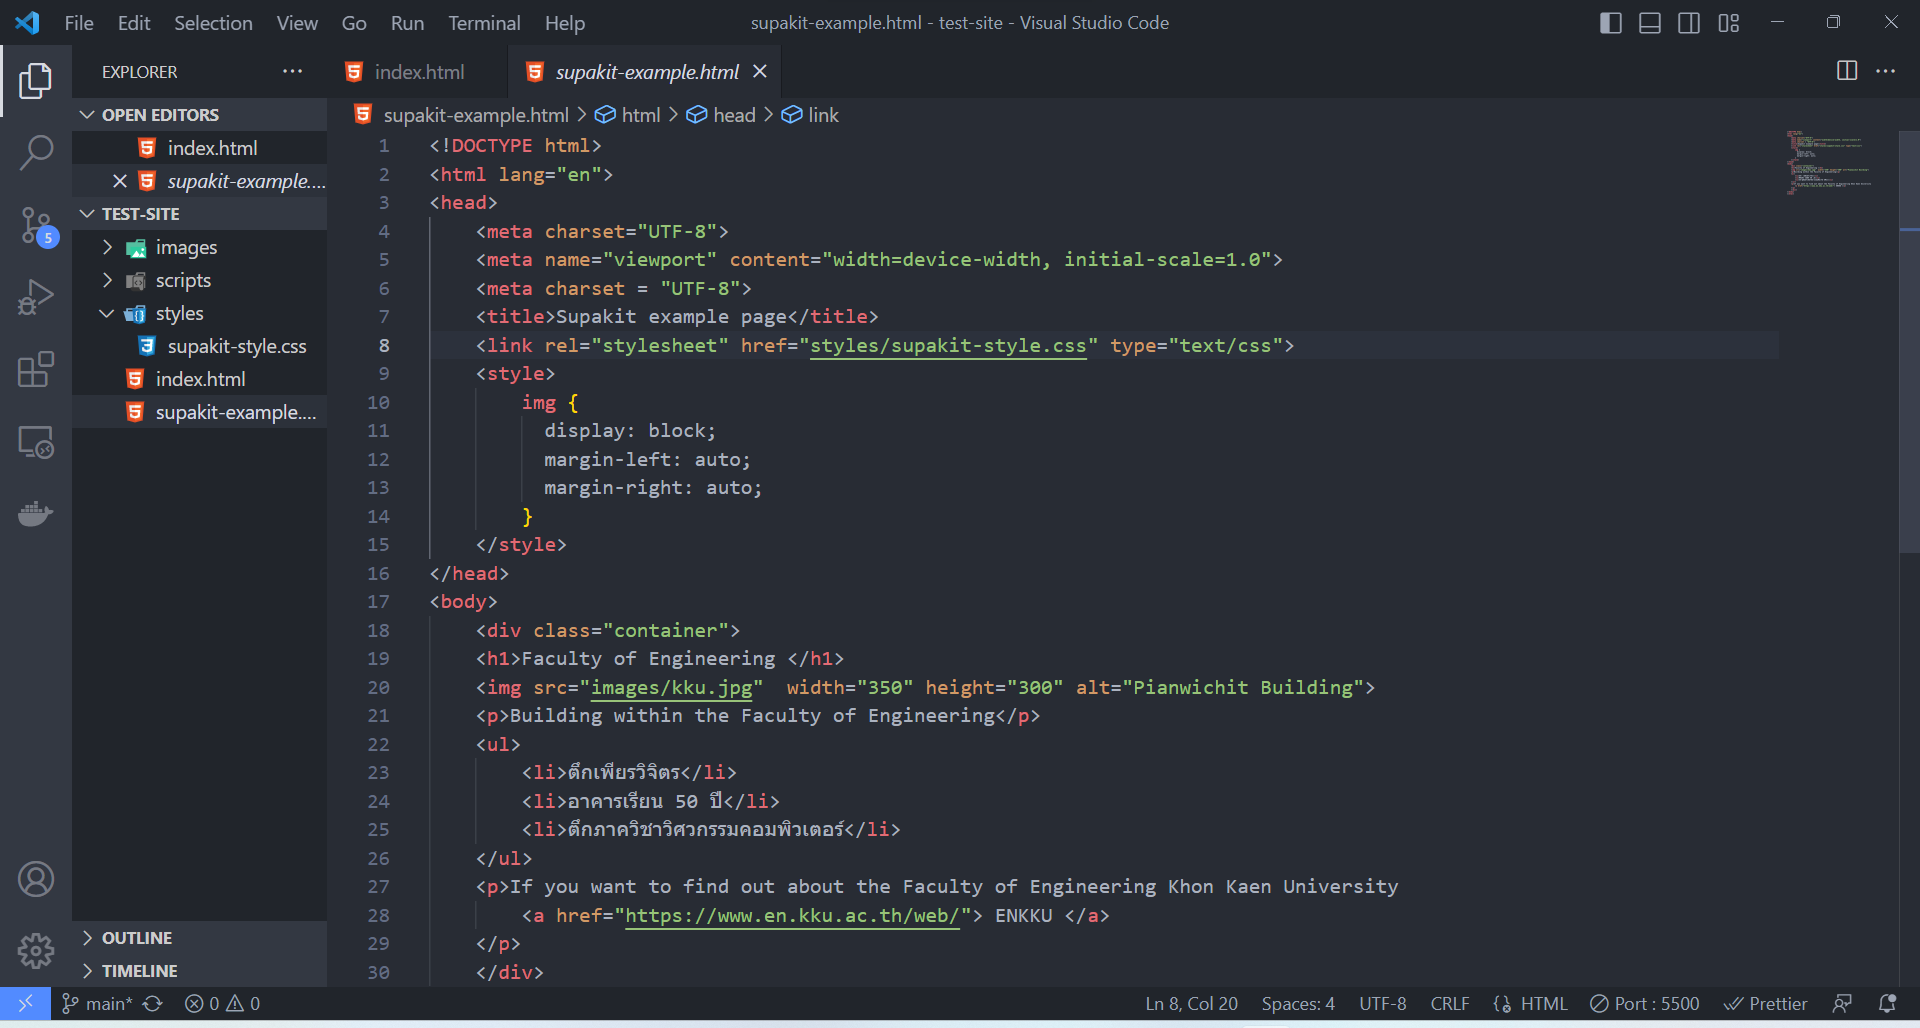 File Edit Selection View Go Run Terminal Help
supakit-example.html - test-site - Visual Studio Code
EXPLORER
OPEN EDITORS
index.html
supakit-example....
TEST-SITE
images
scripts
styles
supakit-style.css
index.html
supakit-example....
OUTLINE
TIMELINE
5
index.html
supakit-example.html
supakit-example.html > html > head > link
1 <!DOCTYPE html>
2 <html lang="en">
3 <head>
4 <meta charset="UTF-8">
5 <meta name="viewport" content="width=device-width, initial-scale=1.0">
6 <meta charset = "UTF-8">
7 <title>Supakit example page</title>
8 <link rel="stylesheet" href="styles/supakit-style.css" type="text/css">
9 <style>
10 img {
11 display: block;
12 margin-left: auto;
13 margin-right: auto;
14 }
15 </style>
16 </head>
17 <body>
18 <div class="container">
19 <h1>Faculty of Engineering </h1>
20 <img src="images/kku.jpg"  width="350" height="300" alt="Pianwichit Building">
21 <p>Building within the Faculty of Engineering</p>
22 <ul>
23 <li>ตึกเพียรวิจิตร</li>
24 <li>อาคารเรียน 50 ปี</li>
25 <li>ตึกภาควิชาวิศวกรรมคอมพิวเตอร์</li>
26 </ul>
27 <p>If you want to find out about the Faculty of Engineering Khon Kaen University
28 <a href="https://www.en.kku.ac.th/web/"> ENKKU </a>
29 </p>
30 </div>
main* 0 0
Ln 8, Col 20 Spaces: 4 UTF-8 CRLF HTML Port : 5500 Prettier